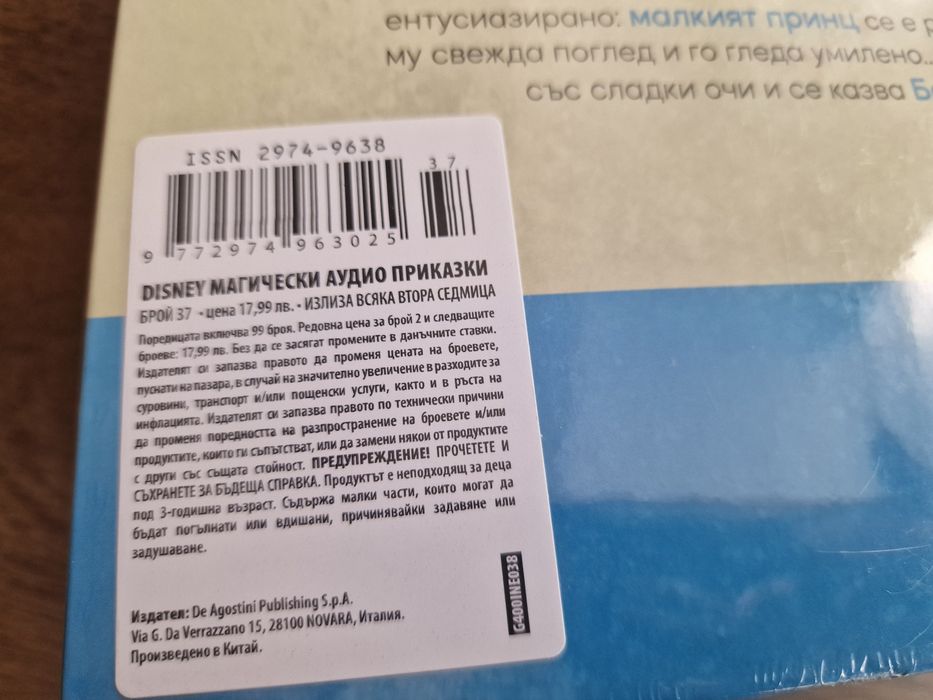 ентусиазирано: малкият принц се е
му свежда поглед и го гледа умилено...
със сладки очи и се казва
ISSN 2974-9638
37
9 772974 963025
DISNEY МАГИЧЕСКИ АУДИО ПРИКАЗКИ
БРОЙ 37 - цена 17,99 лв. - ИЗЛИЗА ВСЯКА ВТОРА СЕДМИЦА
Поредицата включва 99 броя. Редовна цена за брой 2 и следващите
броеве: 17,99 лв. Без да се засягат промените в данъчните ставки.
Издателят си запазва правото да променя цената на броевете,
пуснати на пазара, в случай на значително увеличение в разходите за
суровини, транспорт и/или пощенски услуги, както и в ръста на
инфлацията. Издателят си запазва правото по технически причини
да променя поредността на разпространение на броевете и/или
продуктите, които ги съпътстват, или да замени някои от продуктите
с други със същата стойност. ПРЕДУПРЕЖДЕНИЕ! ПРОЧЕТЕТЕ И
СЪХРАНЕТЕ ЗА БЪДЕЩА СПРАВКА. Продуктът е неподходящ за деца
под 3-годишна възраст. Съдържа малки части, които могат да
бъдат погълнати или вдишани, причинявайки задавяне или
задушаване.
Издател: De Agostini Publishing S.p.A.
Via G. Da Verrazzano 15, 28100 NOVARA, Италия.
Произведено в Китай.
G400INE038